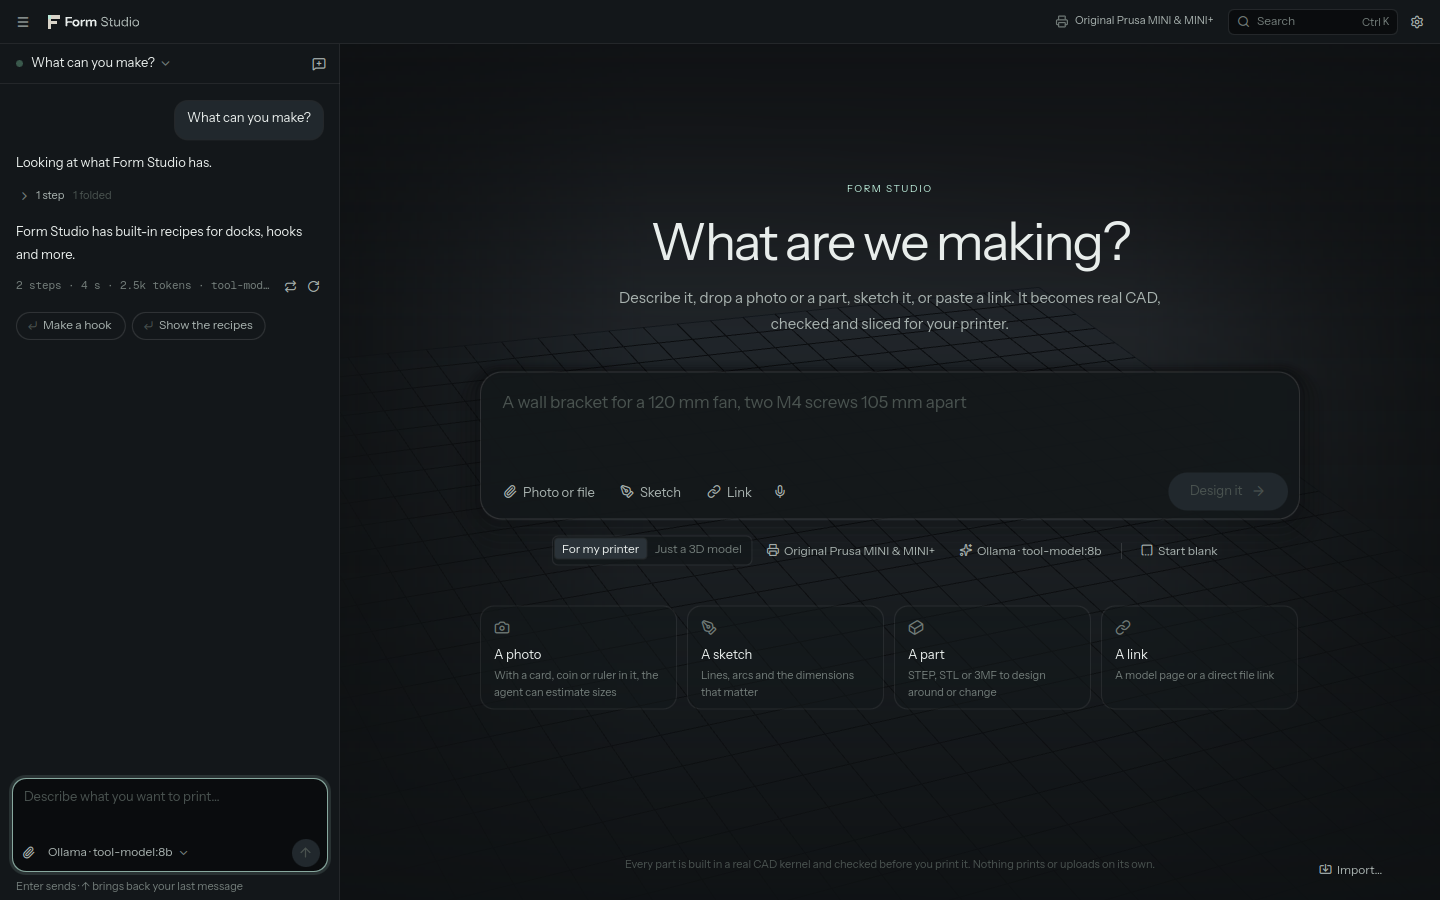 Form Studio
Original Prusa MINI & MINI+
Search
Ctrl K
What can you make?
What can you make?
Looking at what Form Studio has.
1 step 1 folded
Form Studio has built-in recipes for docks, hooks
and more.
2 steps · 4 s · 2.5k tokens · tool-mod…
Make a hook
Show the recipes
Describe what you want to print…
Ollama · tool-model:8b
Enter sends · ↑ brings back your last message
FORM STUDIO
What are we making?
Describe it, drop a photo or a part, sketch it, or paste a link. It becomes real CAD,
checked and sliced for your printer.
A wall bracket for a 120 mm fan, two M4 screws 105 mm apart
Photo or file
Sketch
Link
Design it
For my printer
Just a 3D model
Original Prusa MINI & MINI+
Ollama · tool-model:8b
Start blank
A photo
With a card, coin or ruler in it, the
agent can estimate sizes
A sketch
Lines, arcs and the dimensions
that matter
A part
STEP, STL or 3MF to design
around or change
A link
A model page or a direct file link
Every part is built in a real CAD kernel and checked before you print it. Nothing prints or uploads on its own.
Import…